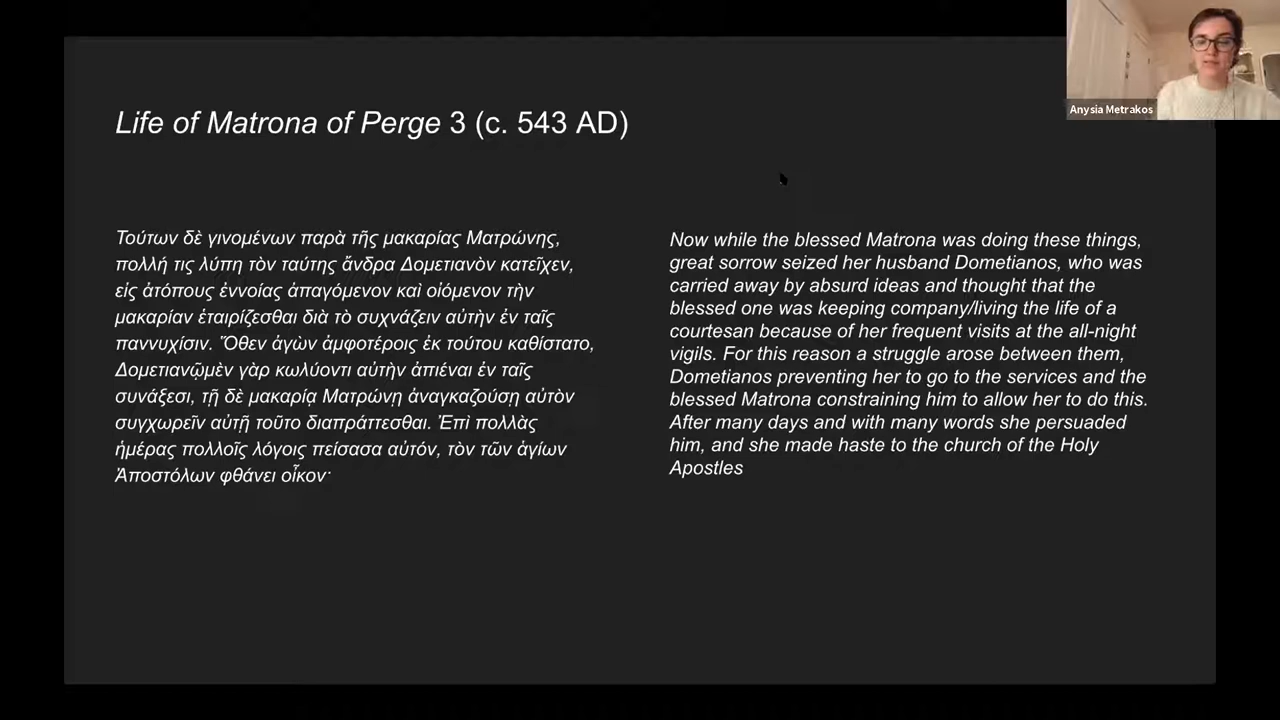 Anysia Metrakos
Life of Matrona of Perge 3 (c. 543 AD)
Τούτων δὲ γινομένων παρὰ τῆς μακαρίας Ματρώνης,
πολλή τις λύπη τὸν ταύτης ἄνδρα Δομετιανὸν κατεῖχεν,
εἰς ἀτόπους ἐννοίας ἀπαγόμενον καὶ οἰόμενον τὴν
μακαρίαν ἑταιρίζεσθαι διὰ τὸ συχνάζειν αὐτὴν ἐν ταῖς
παννυχίσιν. Ὅθεν ἀγὼν ἀμφοτέροις ἐκ τούτου καθίστατο,
Δομετιανῷμὲν γὰρ κωλύοντι αὐτὴν ἀπιέναι ἐν ταῖς
συνάξεσι, τῇ δὲ μακαρίᾳ Ματρώνῃ ἀναγκαζούσῃ αὐτὸν
συγχωρεῖν αὐτῇ τοῦτο διαπράττεσθαι. Ἐπὶ πολλὰς
ἡμέρας πολλοῖς λόγοις πείσασα αὐτόν, τὸν τῶν ἁγίων
Ἀποστόλων φθάνει οἶκον·
Now while the blessed Matrona was doing these things,
great sorrow seized her husband Dometianos, who was
carried away by absurd ideas and thought that the
blessed one was keeping company/living the life of a
courtesan because of her frequent visits at the all-night
vigils. For this reason a struggle arose between them,
Dometianos preventing her to go to the services and the
blessed Matrona constraining him to allow her to do this.
After many days and with many words she persuaded
him, and she made haste to the church of the Holy
Apostles